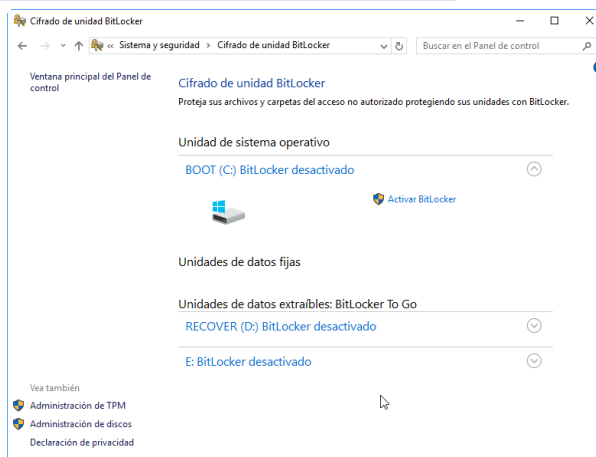 Cifrado de unidad BitLocker
« Sistema y seguridad > Cifrado de unidad BitLocker
Buscar en el Panel de control
Ventana principal del Panel de
control
Cifrado de unidad BitLocker
Proteja sus archivos y carpetas del acceso no autorizado protegiendo sus unidades con BitLocker.
Unidad de sistema operativo
BOOT (C:) BitLocker desactivado
Activar BitLocker
Unidades de datos fijas
Unidades de datos extraíbles: BitLocker To Go
RECOVER (D:) BitLocker desactivado
E: BitLocker desactivado
Vea también
Administración de TPM
Administración de discos
Declaración de privacidad